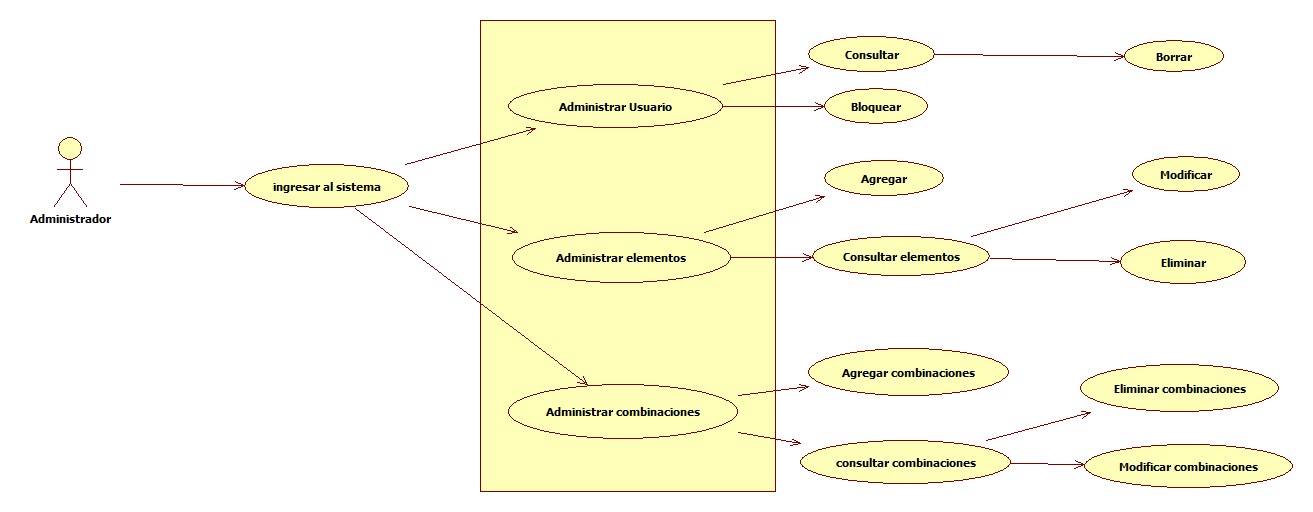 Administrador
ingresar al sistema
Administrar Usuario
Consultar
Borrar
Bloquear
Administrar elementos
Agregar
Consultar elementos
Modificar
Eliminar
Administrar combinaciones
Agregar combinaciones
consultar combinaciones
Eliminar combinaciones
Modificar combinaciones